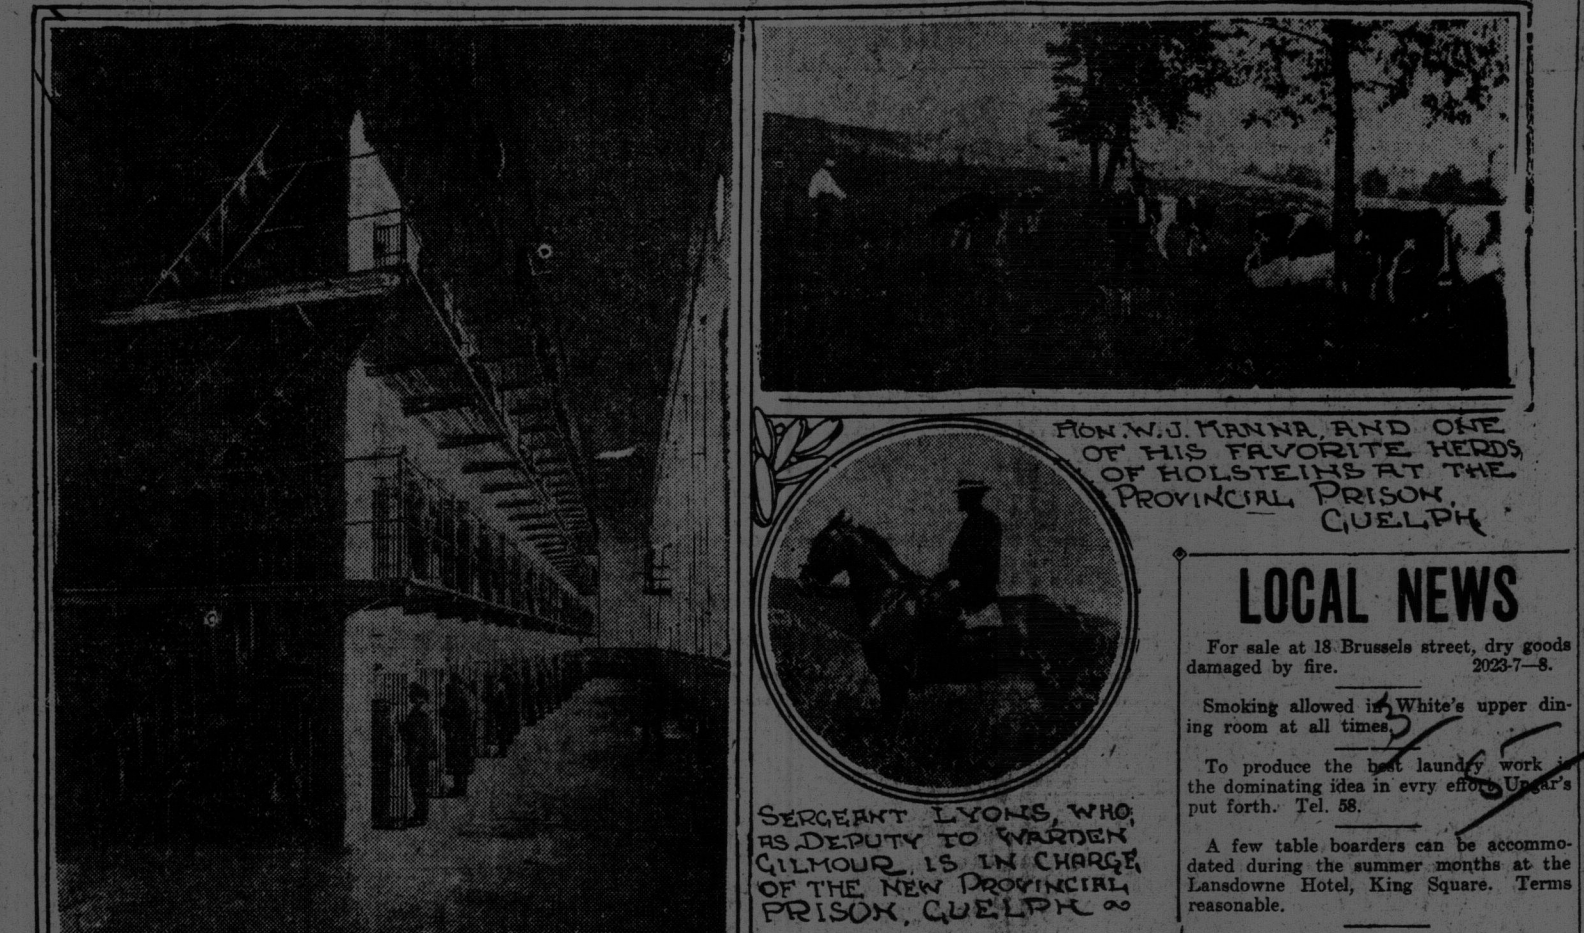 HON. W. J. HANNA, AND ONE
OF HIS FAVORITE HERDS
OF HOLSTEINS AT THE
PROVINCIAL PRISON,
GUELPH
SERGEANT LYONS, WHO,
AS DEPUTY TO WARDEN
GILMOUR, IS IN CHARGE
OF THE NEW PROVINCIAL
PRISON, GUELPH
LOCAL NEWS
For sale at 18 Brussels street, dry goods
damaged by fire. 2023-7—8.
Smoking allowed in White's upper din-
ing room at all times.
To produce the best laundry work is
the dominating idea in evry effort Ungar's
put forth. Tel. 58.
A few table boarders can be accommo-
dated during the summer months at the
Lansdowne Hotel, King Square. Terms
reasonable.